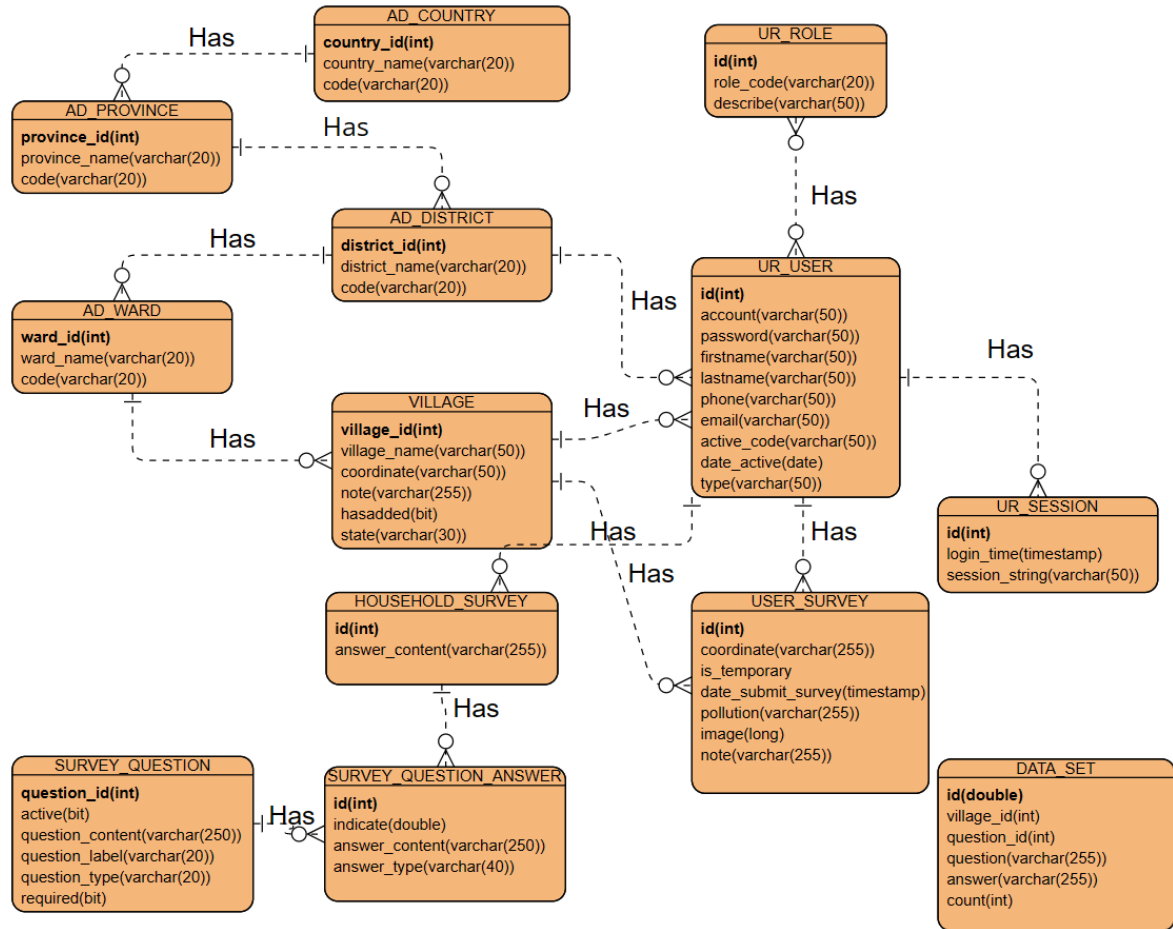 AD_COUNTRY
country_id(int)
country_name(varchar(20))
code(varchar(20))
Has
UR_ROLE
id(int)
role_code(varchar(20))
describe(varchar(50))
AD_PROVINCE
province_id(int)
province_name(varchar(20))
code(varchar(20))
Has
Has
AD_DISTRICT
district_id(int)
district_name(varchar(20))
code(varchar(20))
Has
UR_USER
id(int)
account(varchar(50))
password(varchar(50))
firstname(varchar(50))
lastname(varchar(50))
phone(varchar(50))
email(varchar(50))
active_code(varchar(50))
date_active(date)
type(varchar(50))
Has
AD_WARD
ward_id(int)
ward_name(varchar(20))
code(varchar(20))
Has
VILLAGE
village_id(int)
village_name(varchar(50))
coordinate(varchar(50))
note(varchar(255))
hasadded(bit)
state(varchar(30))
Has
Has
Has
UR_SESSION
id(int)
login_time(timestamp)
session_string(varchar(50))
Has
Has
Has
HOUSEHOLD_SURVEY
id(int)
answer_content(varchar(255))
USER_SURVEY
id(int)
coordinate(varchar(255))
is_temporary
date_submit_survey(timestamp)
pollution(varchar(255))
image(long)
note(varchar(255))
Has
SURVEY_QUESTION
question_id(int)
active(bit)
question_content(varchar(250))
question_label(varchar(20))
question_type(varchar(20))
required(bit)
Has
SURVEY_QUESTION_ANSWER
id(int)
indicate(double)
answer_content(varchar(250))
answer_type(varchar(40))
DATA_SET
id(double)
village_id(int)
question_id(int)
question(varchar(255))
answer(varchar(255))
count(int)